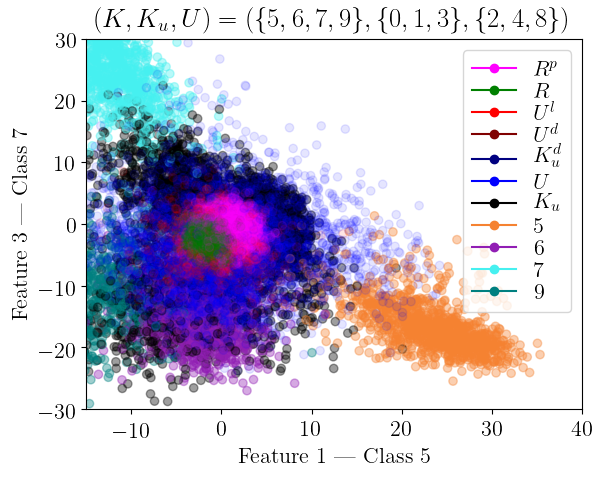 (K, K_u, U) = ({5, 6, 7, 9}, {0, 1, 3}, {2, 4, 8})
30
20
10
0
−10
−20
−30
Feature 3 — Class 7
R^p
R
U^l
U^d
K_u^d
U
K_u
5
6
7
9
−10
0
10
20
30
40
Feature 1 — Class 5